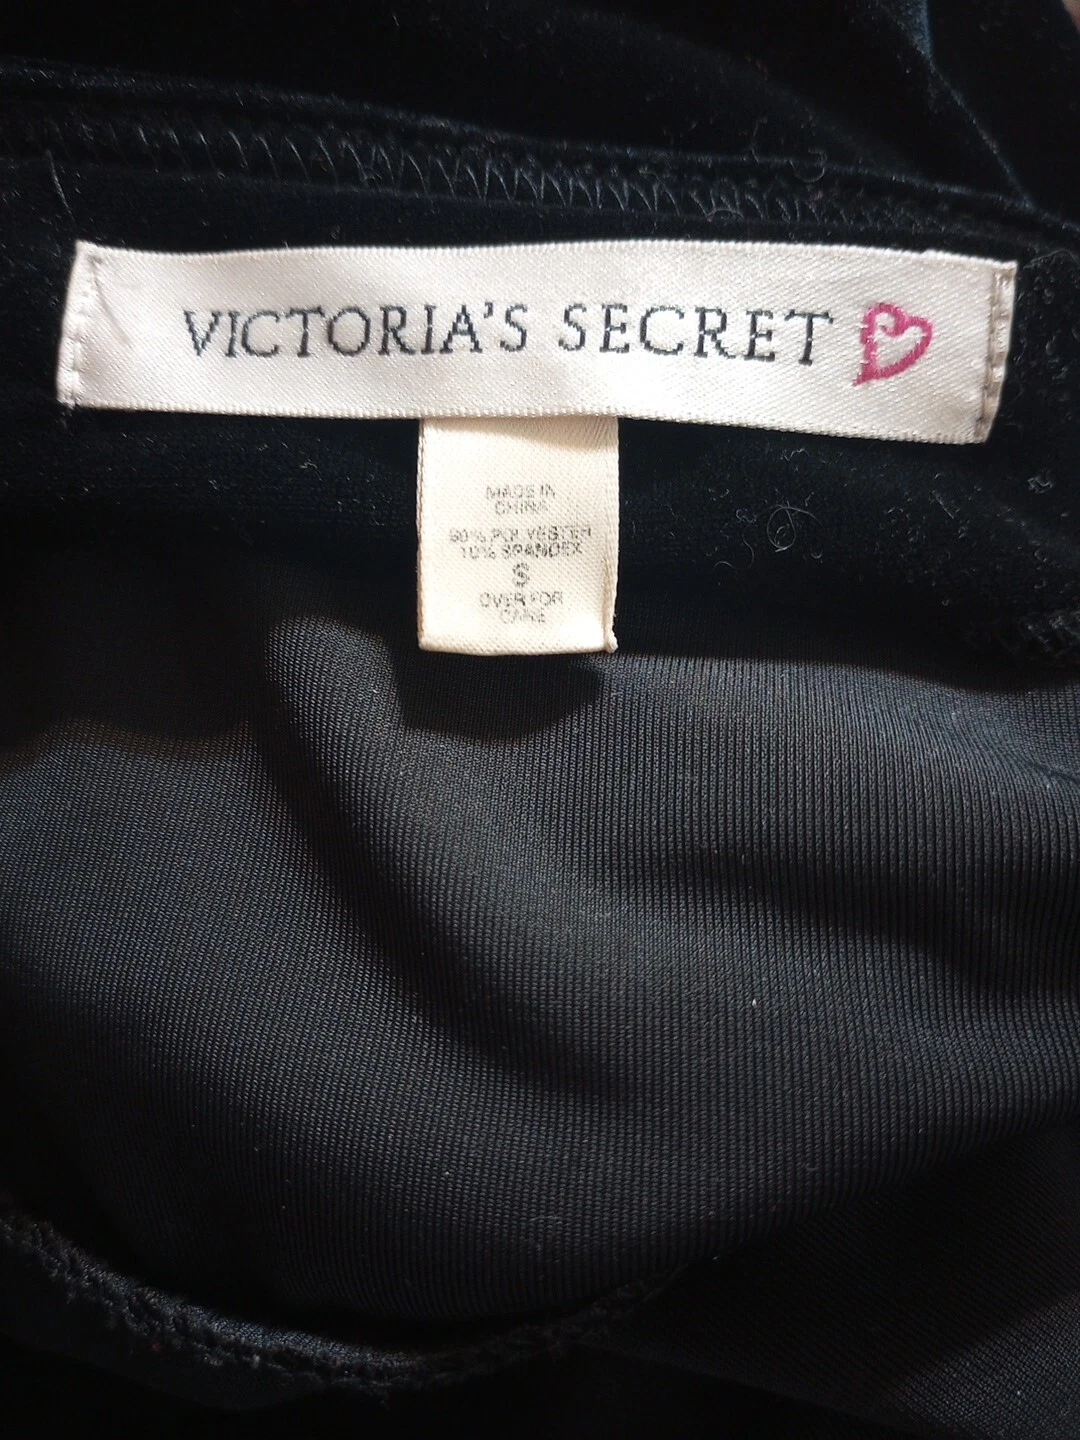 VICTORIA'S SECRET
MADE IN
CHINA
90% POLYESTER
10% SPANDEX
S
OVER FOR
CARE